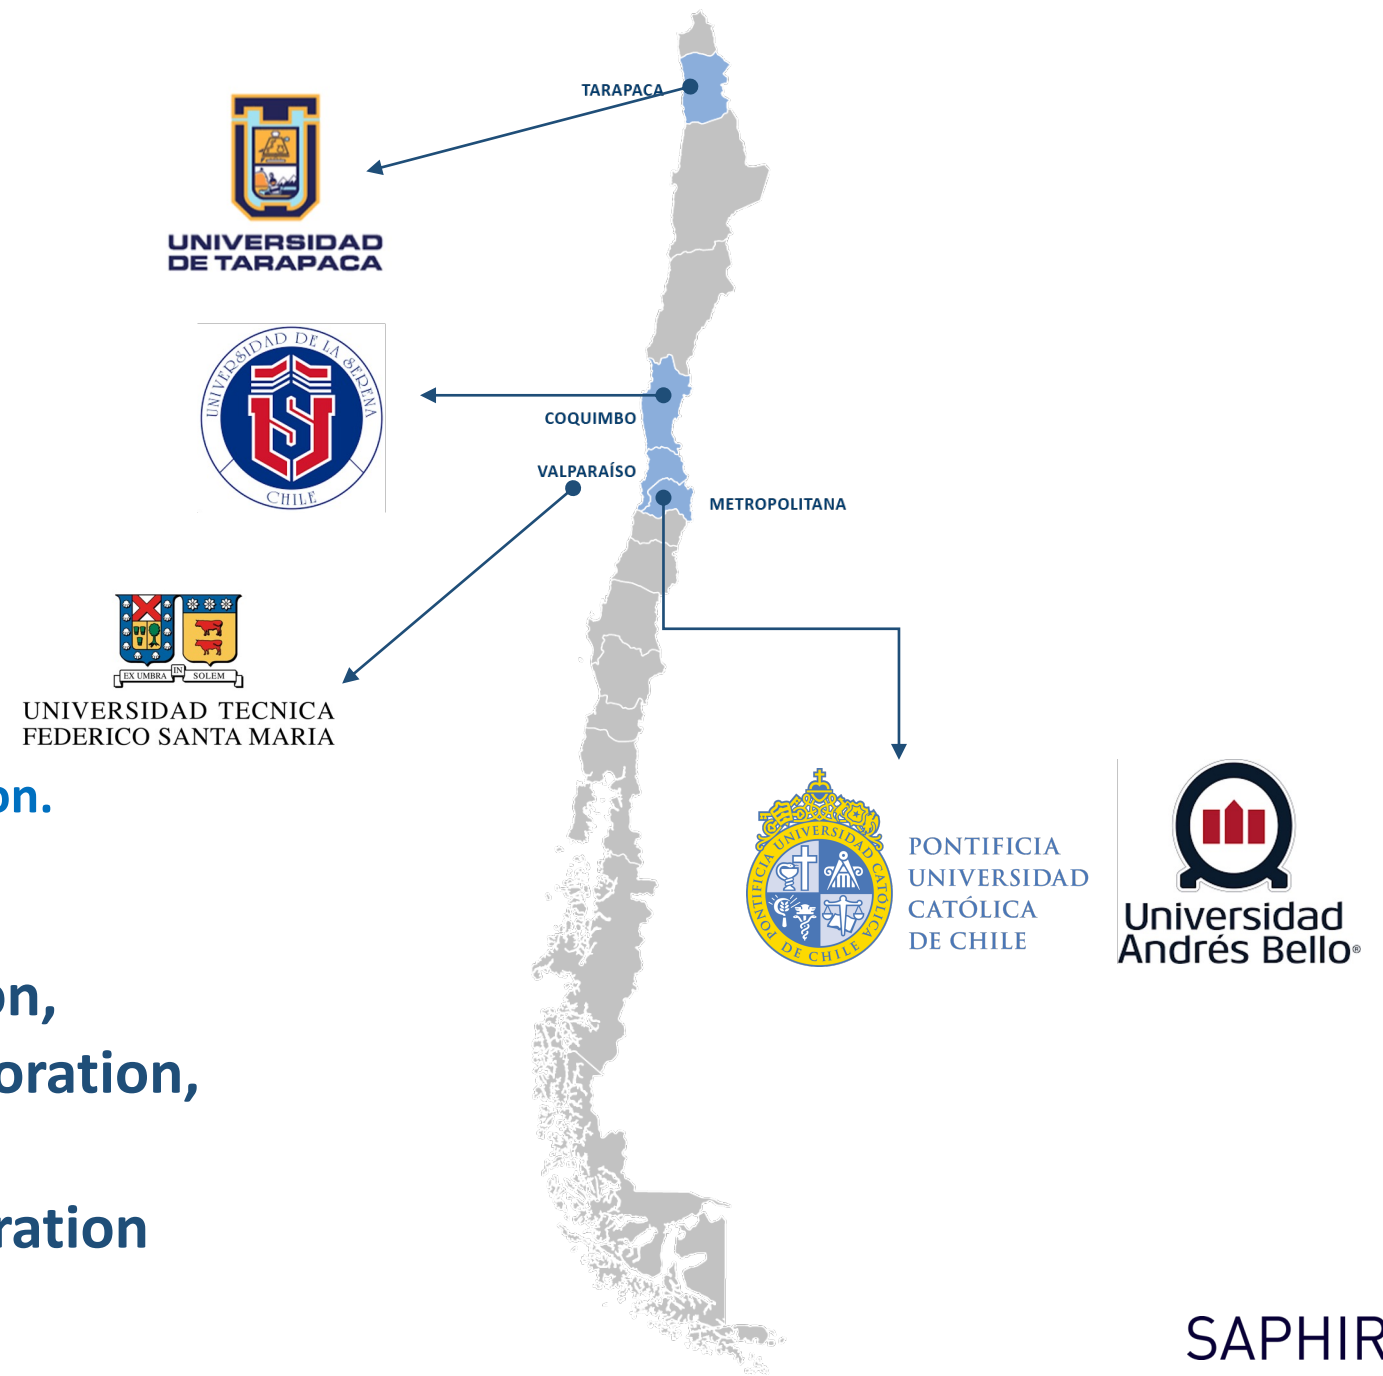 TARAPACA
UNIVERSIDAD
DE TARAPACA
UNIVERSIDAD DE LA SERENA
CHILE
COQUIMBO
VALPARAÍSO
METROPOLITANA
EX UMBRA IN SOLEM
UNIVERSIDAD TECNICA
FEDERICO SANTA MARIA
on.
PONTIFICIA UNIVERSIDAD CATOLICA
DE CHILE
PONTIFICIA
UNIVERSIDAD
CATÓLICA
DE CHILE
Universidad
Andrés Bello®
on,
oration,
ration
SAPHIR